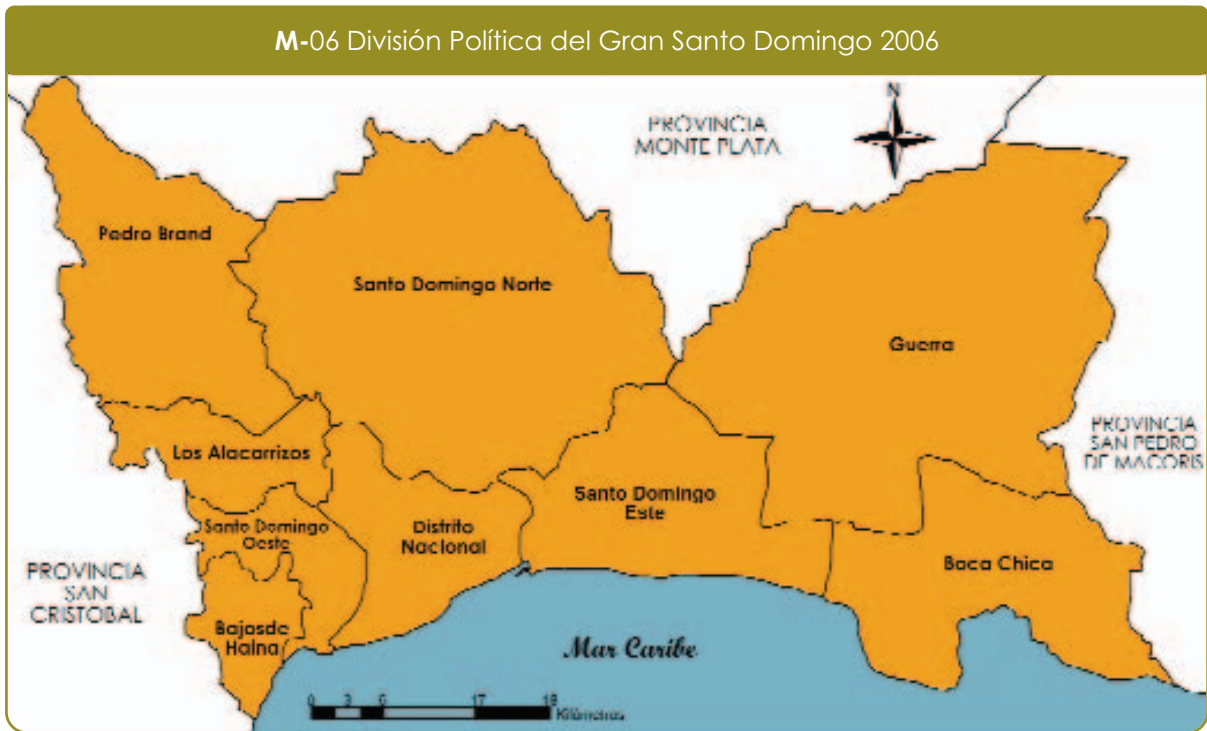 M-06 División Política del Gran Santo Domingo 2006
N
PROVINCIA
MONTE PLATA
Pedro Brand
Santo Domingo Norte
Guerra
PROVINCIA
SAN PEDRO
DE MACORIS
Los Alacarrizos
Santo Domingo
Este
Santo Domingo
Oeste
Distrito
Nacional
Boca Chica
PROVINCIA
SAN
CRISTOBAL
Bajosde
Haina
Mar Caribe
0 3 17
Kilómetros